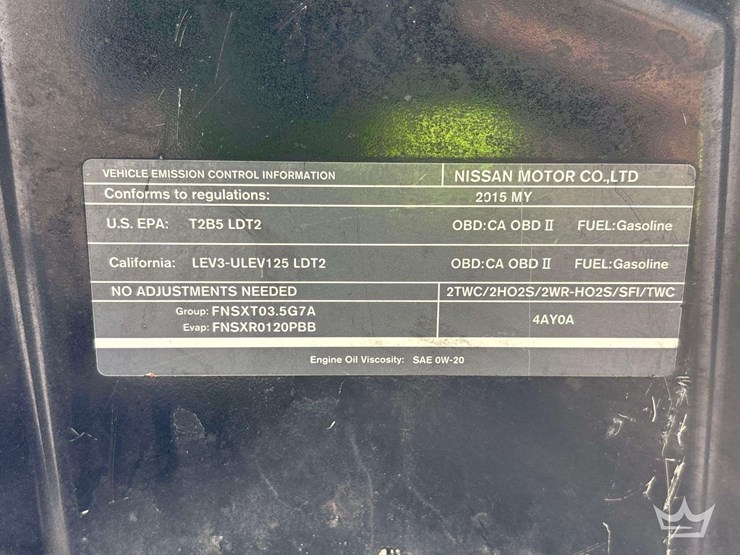 VEHICLE EMISSION CONTROL INFORMATION NISSAN MOTOR CO.,LTD
Conforms to regulations: 2015 MY
U.S. EPA: T2B5 LDT2 OBD:CA OBD II FUEL:Gasoline
California: LEV3-ULEV125 LDT2 OBD:CA OBD II FUEL:Gasoline
NO ADJUSTMENTS NEEDED 2TWC/2HO2S/2WR-HO2S/SFI/TWC
Group: FNSXT03.5G7A
Evap: FNSXR0120PBB
4AY0A
Engine Oil Viscosity: SAE 0W-20